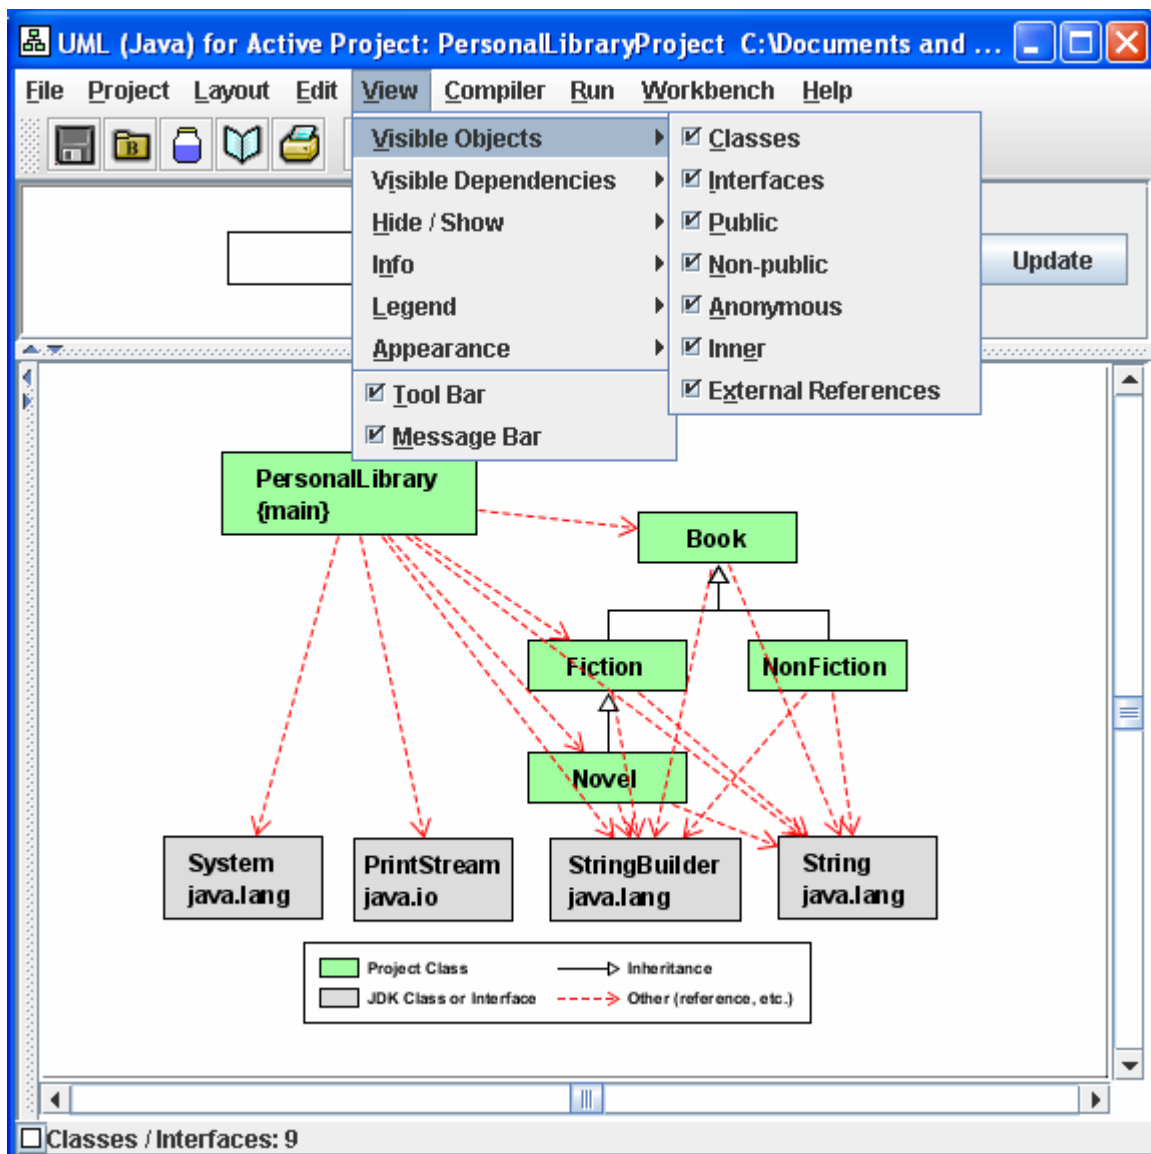 UML (Java) for Active Project: PersonalLibraryProject C:\Documents and ...
File Project Layout Edit View Compiler Run Workbench Help
B
Visible Objects
Visible Dependencies
Hide / Show
Info
Legend
Appearance
Tool Bar
Message Bar
Classes
Interfaces
Public
Non-public
Anonymous
Inner
External References
Update
PersonalLibrary
{main}
Book
Fiction
NonFiction
Novel
System
java.lang
PrintStream
java.io
StringBuilder
java.lang
String
java.lang
Project Class
Inheritance
JDK Class or Interface
Other (reference, etc.)
Classes / Interfaces: 9